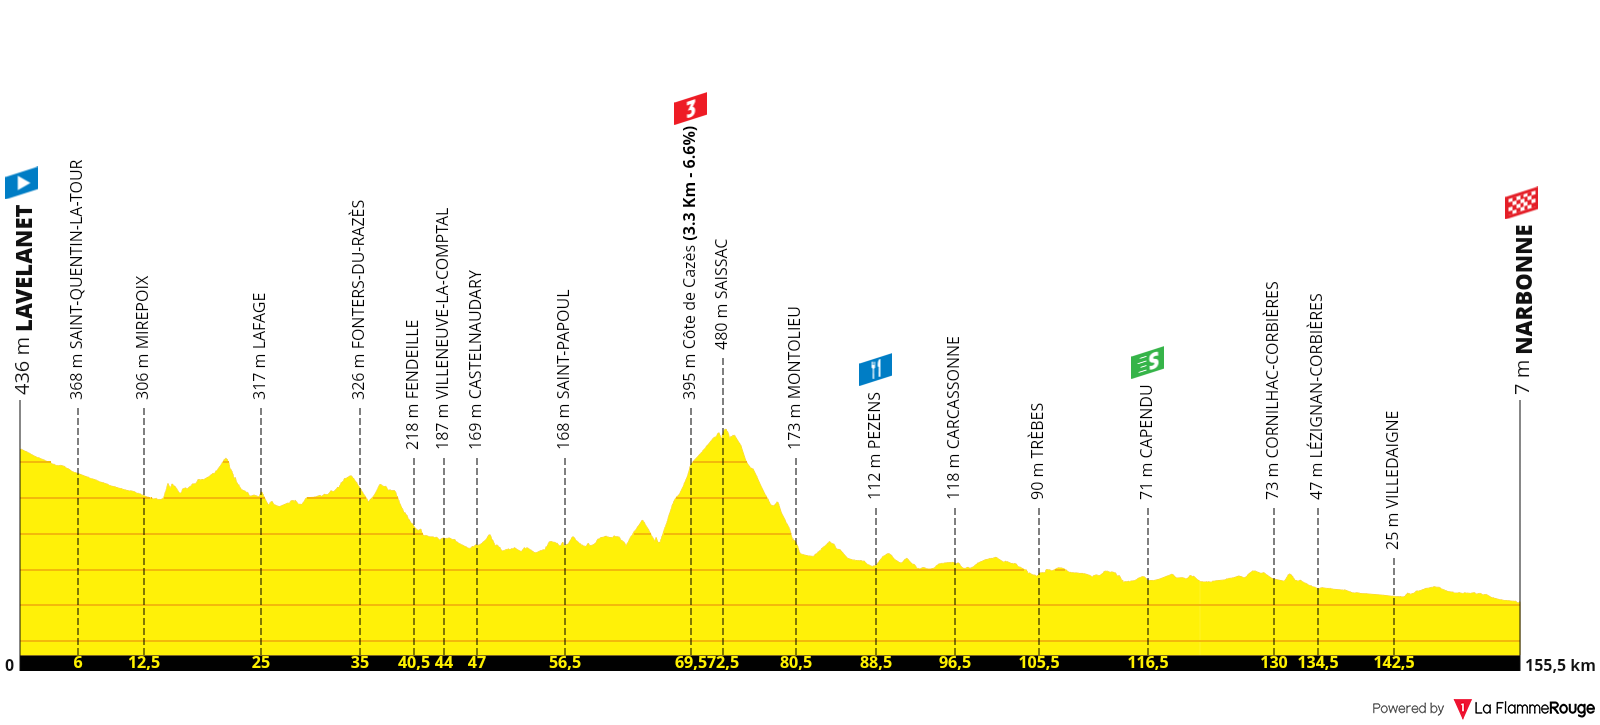 436 m LAVELANET
368 m SAINT-QUENTIN-LA-TOUR
306 m MIREPOIX
317 m LAFAGE
326 m FONTERS-DU-RAZÈS
218 m FENDEILLE
187 m VILLENEUVE-LA-COMPTAL
169 m CASTELNAUDARY
168 m SAINT-PAPOUL
3
395 m Côte de Cazès (3.3 Km - 6.6%)
480 m SAISSAC
173 m MONTOLIEU
112 m PEZENS
118 m CARCASSONNE
90 m TRÈBES
S
71 m CAPENDU
73 m CORNILHAC-CORBIÈRES
47 m LÉZIGNAN-CORBIÈRES
25 m VILLEDAIGNE
7 m NARBONNE
0 6 12,5 25 35 40,5 44 47 56,5 69,5 72,5 80,5 88,5 96,5 105,5 116,5 130 134,5 142,5 155,5 km
Powered by 1 La FlammeRouge